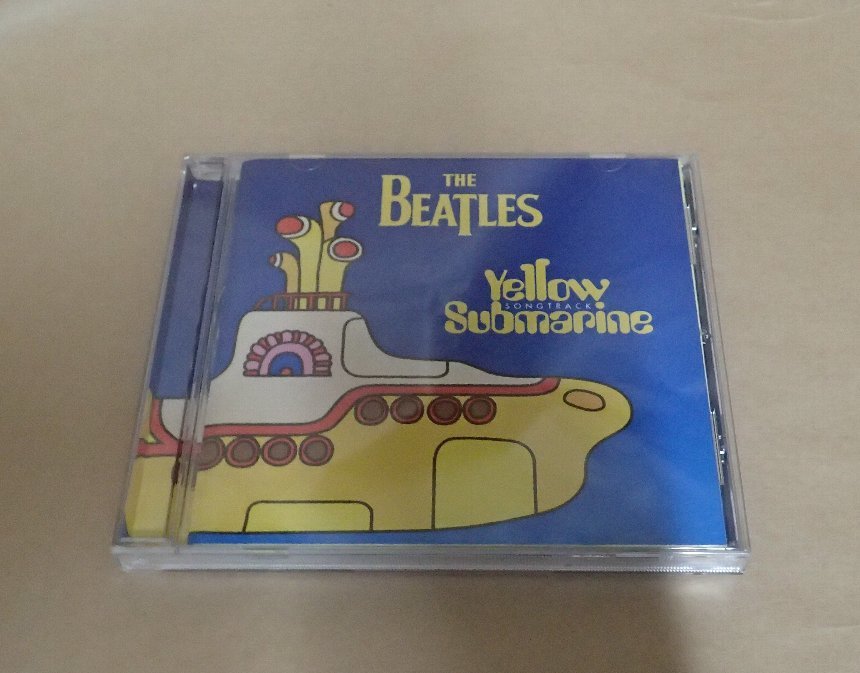 THE
BEATLES
Yellow
SONGTRACK
Submarine